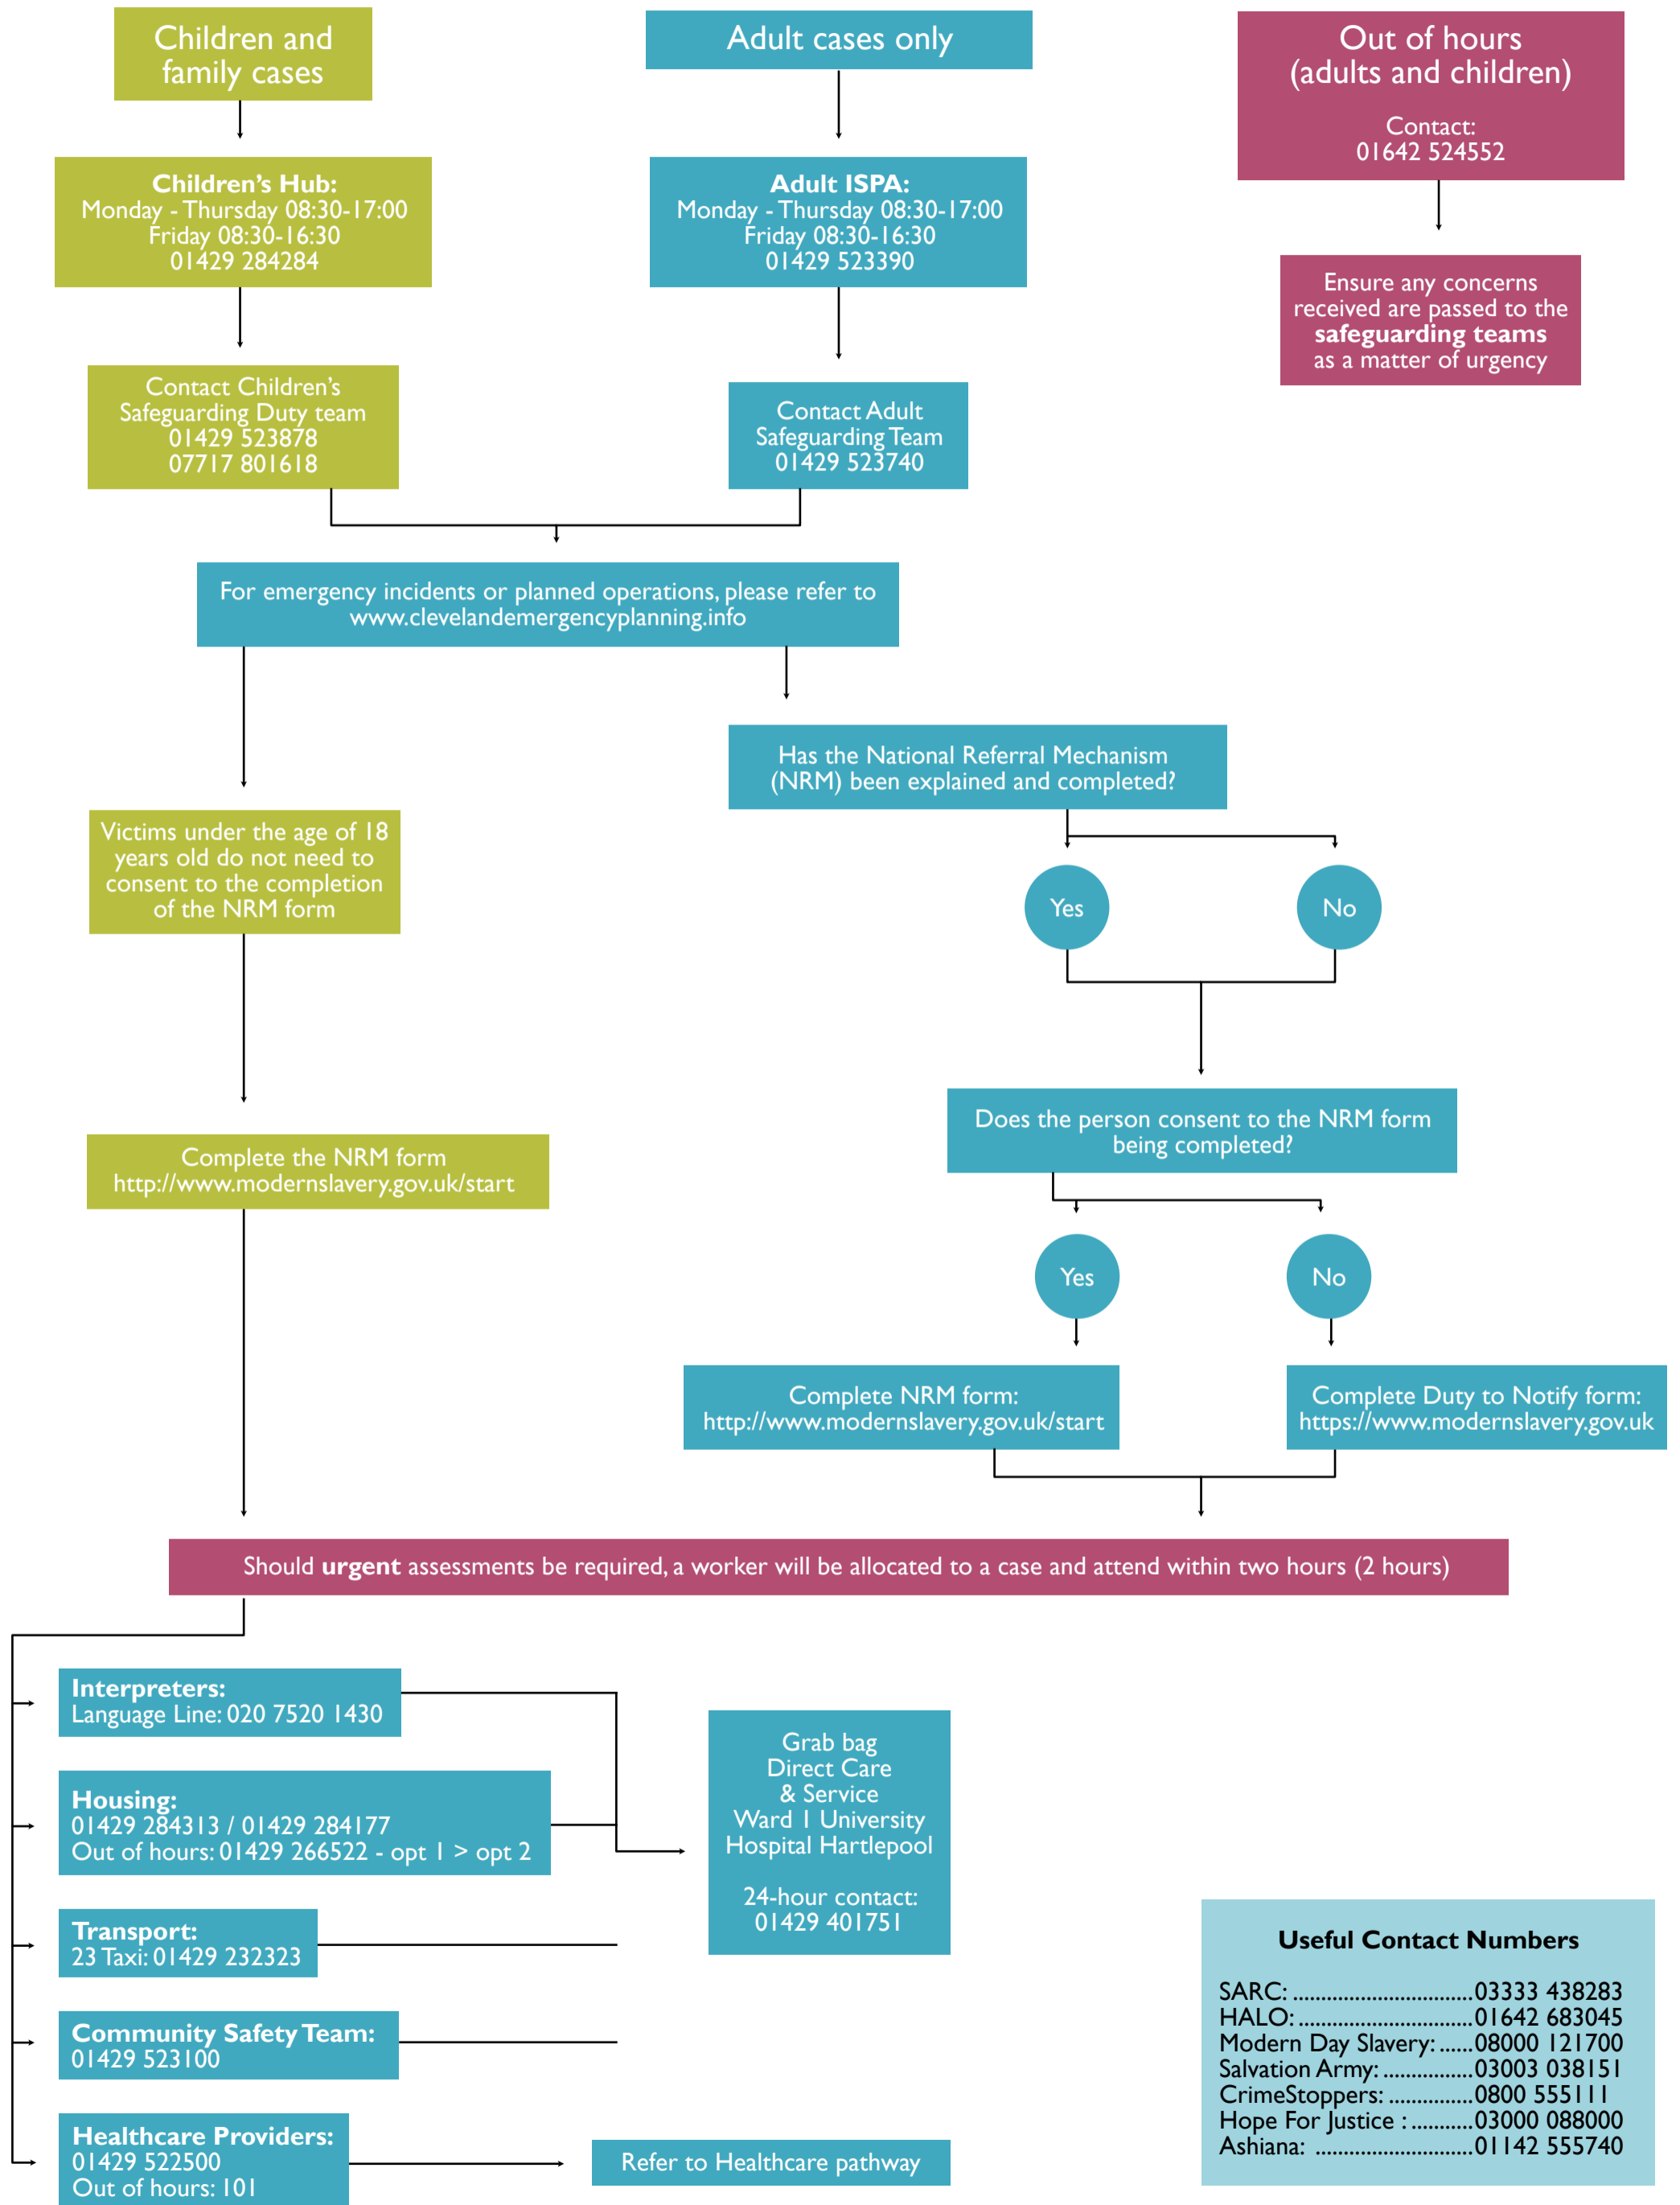 Children and
family cases
Children's Hub:
Monday - Thursday 08:30-17:00
Friday 08:30-16:30
01429 284284
Contact Children's
Safeguarding Duty team
01429 523878
07717 801618
Adult cases only
Adult ISPA:
Monday - Thursday 08:30-17:00
Friday 08:30-16:30
01429 523390
Contact Adult
Safeguarding Team
01429 523740
Out of hours
(adults and children)
Contact:
01642 524552
Ensure any concerns
received are passed to the
safeguarding teams
as a matter of urgency
For emergency incidents or planned operations, please refer to
www.clevelandemergencyplanning.info
Victims under the age of 18
years old do not need to
consent to the completion
of the NRM form
Complete the NRM form
http://www.modernslavery.gov.uk/start
Has the National Referral Mechanism
(NRM) been explained and completed?
Yes
No
Does the person consent to the NRM form
being completed?
Yes
No
Complete NRM form:
http://www.modernslavery.gov.uk/start
Complete Duty to Notify form:
https://www.modernslavery.gov.uk
Should urgent assessments be required, a worker will be allocated to a case and attend within two hours (2 hours)
Interpreters:
Language Line: 020 7520 1430
Housing:
01429 284313 / 01429 284177
Out of hours: 01429 266522 - opt 1 > opt 2
Transport:
23 Taxi: 01429 232323
Community Safety Team:
01429 523100
Healthcare Providers:
01429 522500
Out of hours: 101
Grab bag
Direct Care
& Service
Ward 1 University
Hospital Hartlepool
24-hour contact:
01429 401751
Refer to Healthcare pathway
Useful Contact Numbers
SARC: ................................03333 438283
HALO: ...............................01642 683045
Modern Day Slavery: ......08000 121700
Salvation Army: ................03003 038151
CrimeStoppers: ...............0800 555111
Hope For Justice : ...........03000 088000
Ashiana: ............................01142 555740